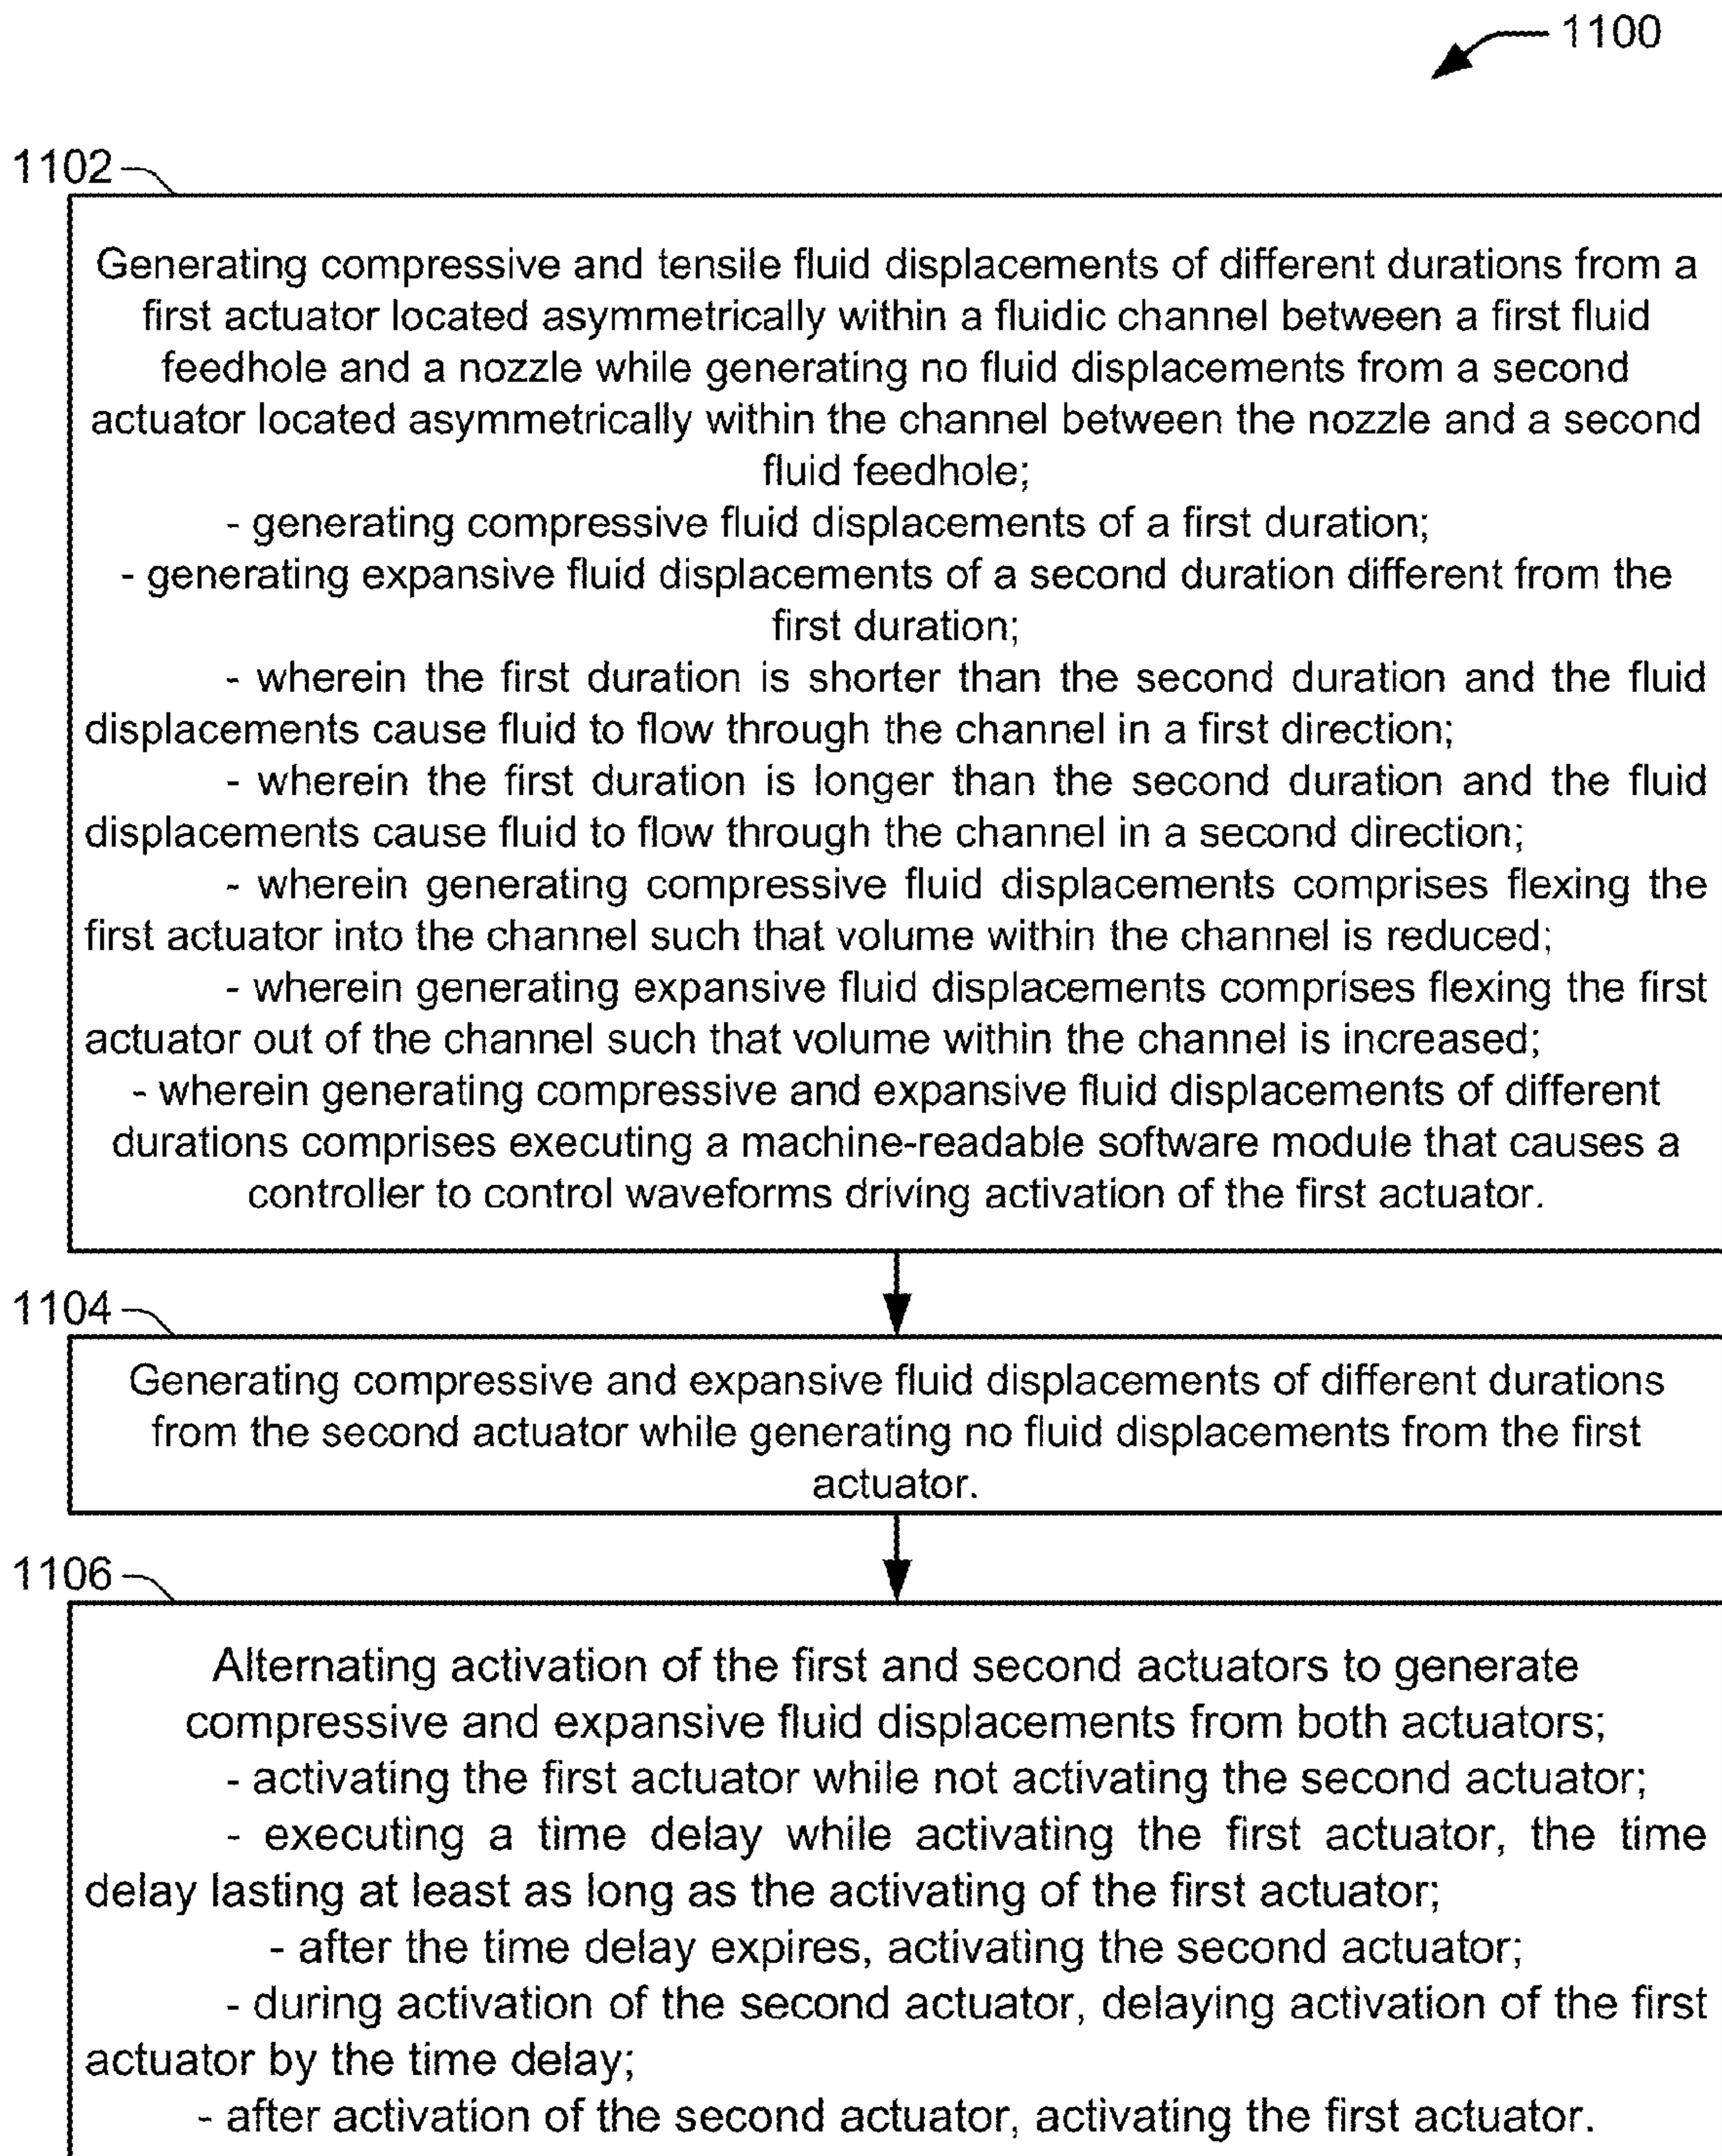 1100
1102
Generating compressive and tensile fluid displacements of different durations from a
first actuator located asymmetrically within a fluidic channel between a first fluid
feedhole and a nozzle while generating no fluid displacements from a second
actuator located asymmetrically within the channel between the nozzle and a second
fluid feedhole;
- generating compressive fluid displacements of a first duration;
- generating expansive fluid displacements of a second duration different from the
first duration;
- wherein the first duration is shorter than the second duration and the fluid
displacements cause fluid to flow through the channel in a first direction;
- wherein the first duration is longer than the second duration and the fluid
displacements cause fluid to flow through the channel in a second direction;
- wherein generating compressive fluid displacements comprises flexing the
first actuator into the channel such that volume within the channel is reduced;
- wherein generating expansive fluid displacements comprises flexing the first
actuator out of the channel such that volume within the channel is increased;
- wherein generating compressive and expansive fluid displacements of different
durations comprises executing a machine-readable software module that causes a
controller to control waveforms driving activation of the first actuator.
1104
Generating compressive and expansive fluid displacements of different durations
from the second actuator while generating no fluid displacements from the first
actuator.
1106
Alternating activation of the first and second actuators to generate
compressive and expansive fluid displacements from both actuators;
- activating the first actuator while not activating the second actuator;
- executing a time delay while activating the first actuator, the time
delay lasting at least as long as the activating of the first actuator;
- after the time delay expires, activating the second actuator;
- during activation of the second actuator, delaying activation of the first
actuator by the time delay;
- after activation of the second actuator, activating the first actuator.